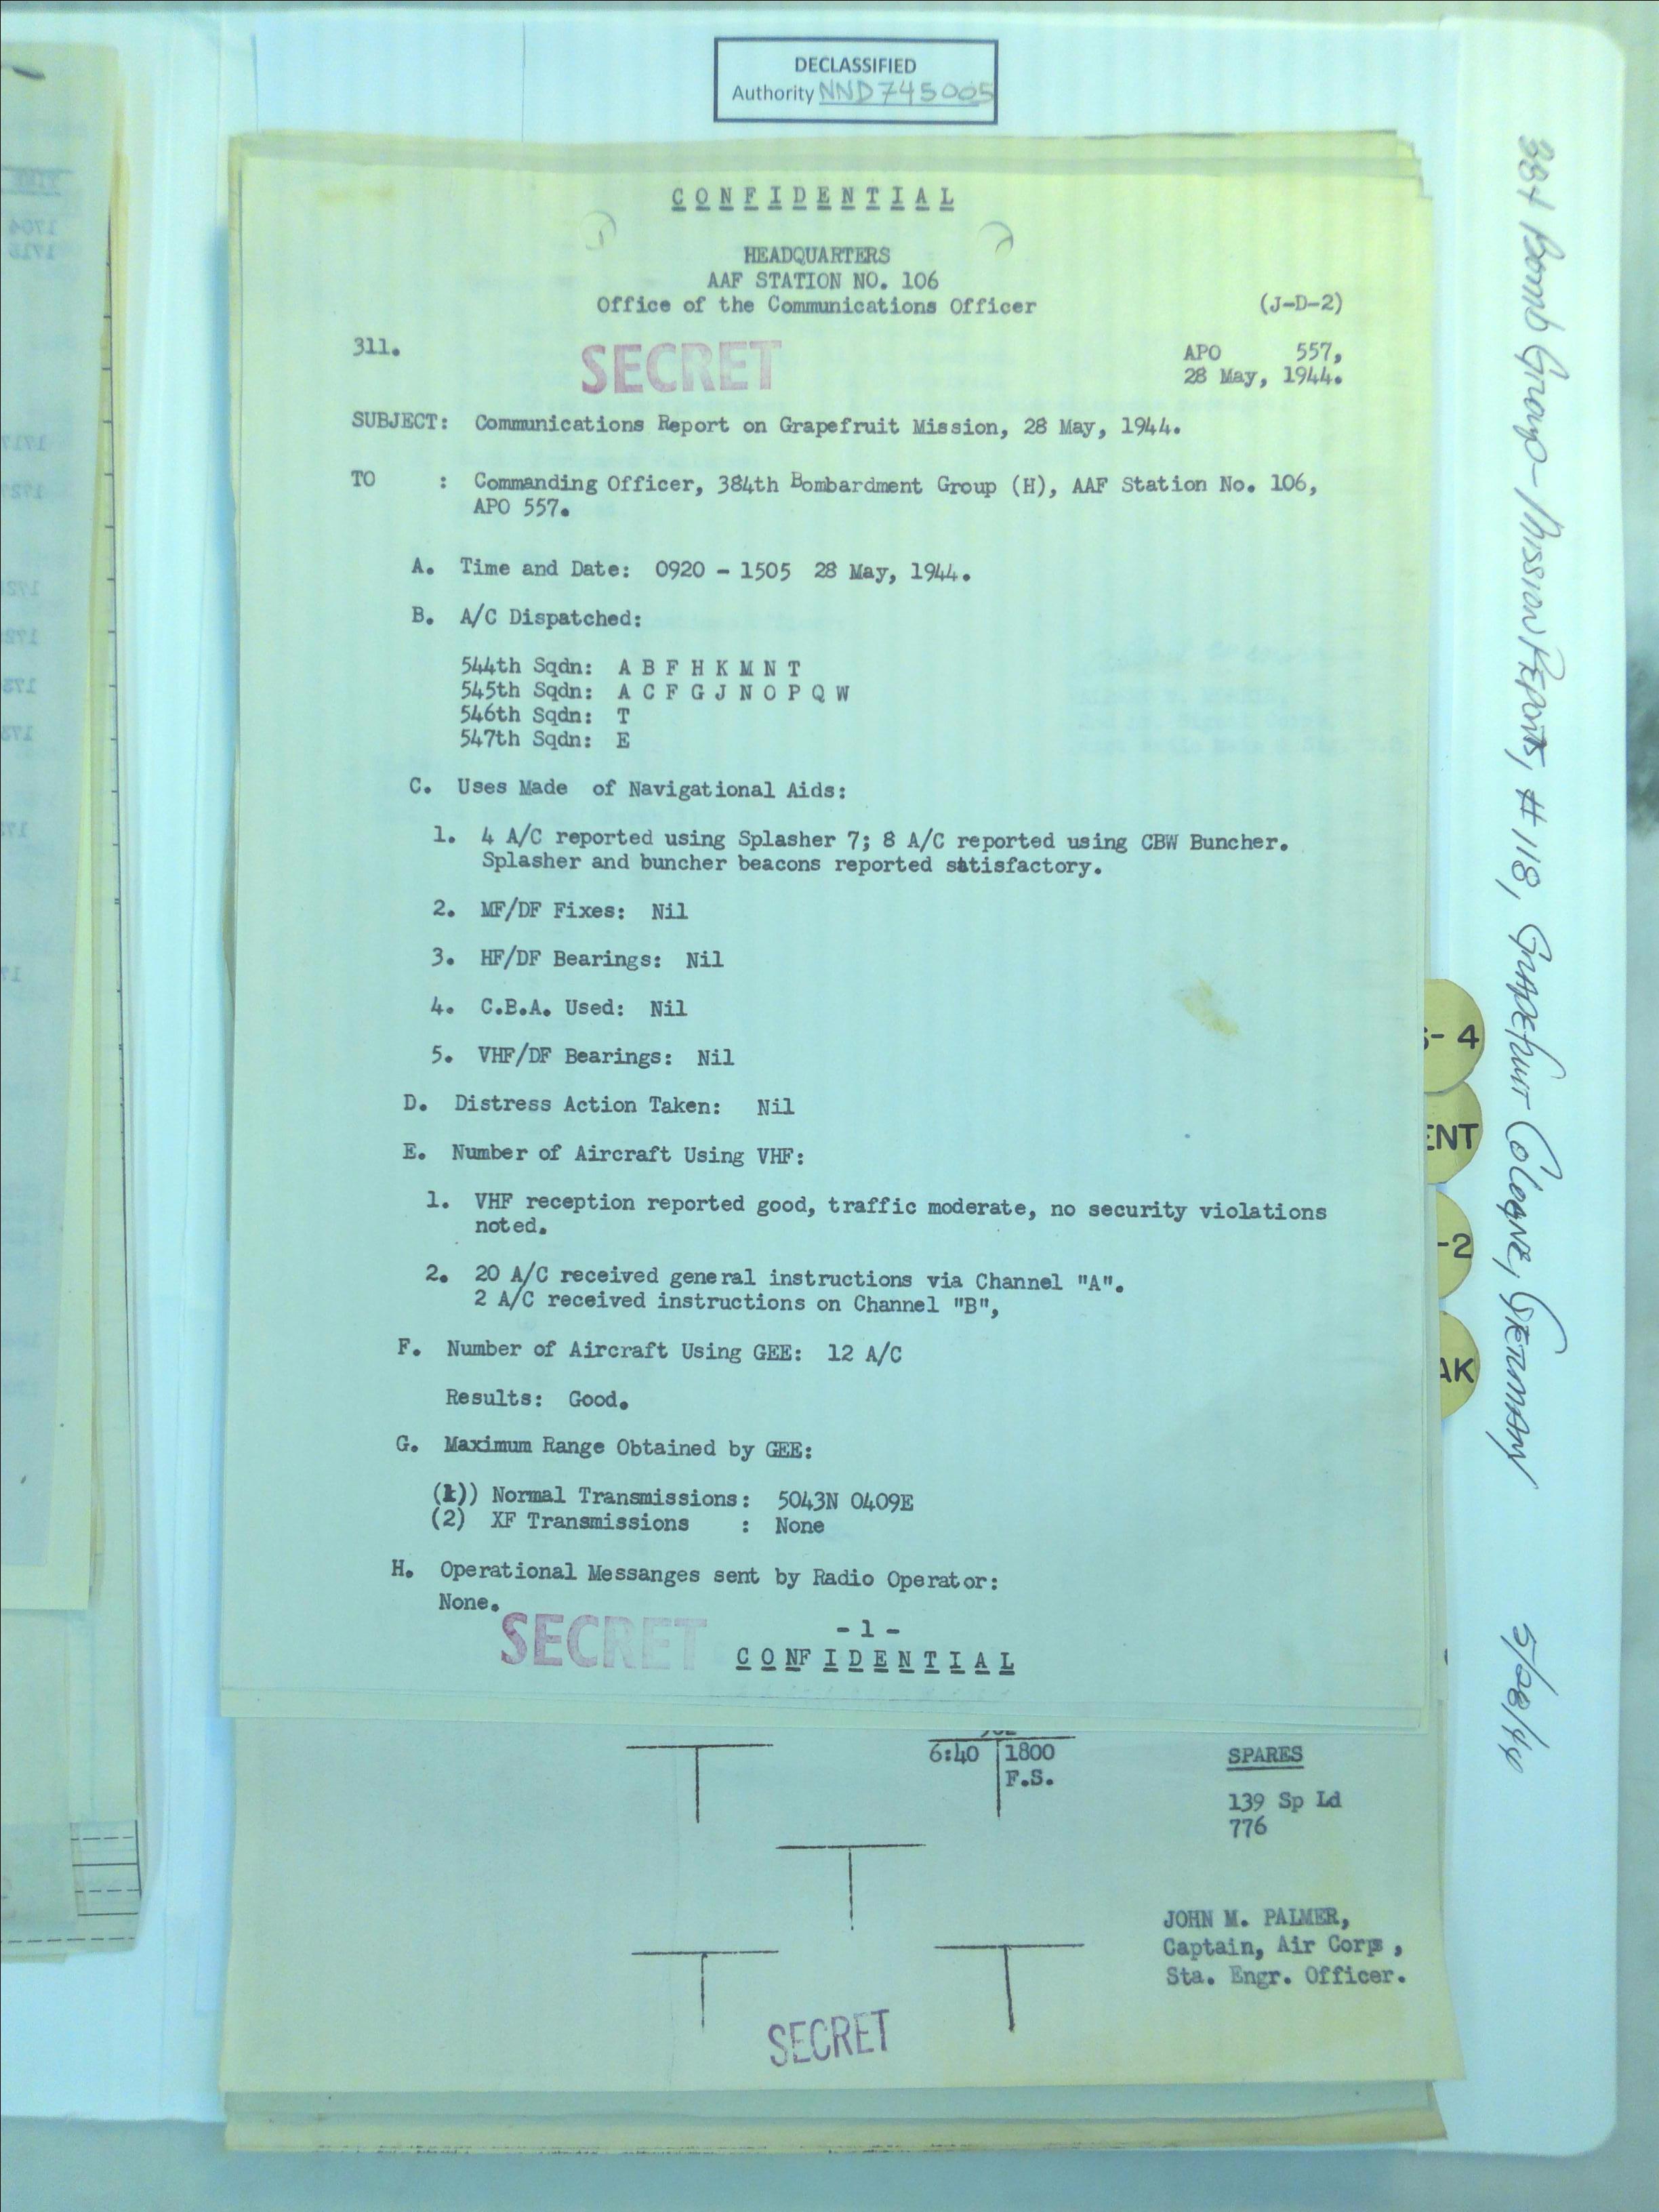 DECLASSIFIED
Authority NND745005
CONFIDENTIAL
HEADQUARTERS
AAF STATION NO. 106
Office of the Communications Officer (J-D-2)
311. SECRET APO 557,
28 May, 1944.
SUBJECT: Communications Report on Grapefruit Mission, 28 May, 1944.
TO : Commanding Officer, 384th Bombardment Group (H), AAF Station No. 106,
APO 557.
A. Time and Date: 0920 - 1505 28 May, 1944.
B. A/C Dispatched:
544th Sqdn: A B F H K M N T
545th Sqdn: A C F G J N O P Q W
546th Sqdn: T
547th Sqdn: E
C. Uses Made of Navigational Aids:
1. 4 A/C reported using Splasher 7; 8 A/C reported using CBW Buncher.
Splasher and buncher beacons reported satisfactory.
2. MF/DF Fixes: Nil
3. HF/DF Bearings: Nil
4. C.B.A. Used: Nil
5. VHF/DF Bearings: Nil
D. Distress Action Taken: Nil
E. Number of Aircraft Using VHF:
1. VHF reception reported good, traffic moderate, no security violations
noted.
2. 20 A/C received general instructions via Channel "A".
2 A/C received instructions on Channel "B",
F. Number of Aircraft Using GEE: 12 A/C
Results: Good.
G. Maximum Range Obtained by GEE:
(1)) Normal Transmissions: 5043N 0409E
(2) XF Transmissions : None
H. Operational Messanges sent by Radio Operator:
None.
SECRET
- 1 -
CONFIDENTIAL
6:40 1800
F.S.
SPARES
139 Sp Ld
776
JOHN M. PALMER,
Captain, Air Corps,
Sta. Engr. Officer.
SECRET
384 Bomb Group - Mission Reports, #118, Grapefruit Cologne, Germany 5/28/44
- 4
ENT
-2
AK
1704
1715